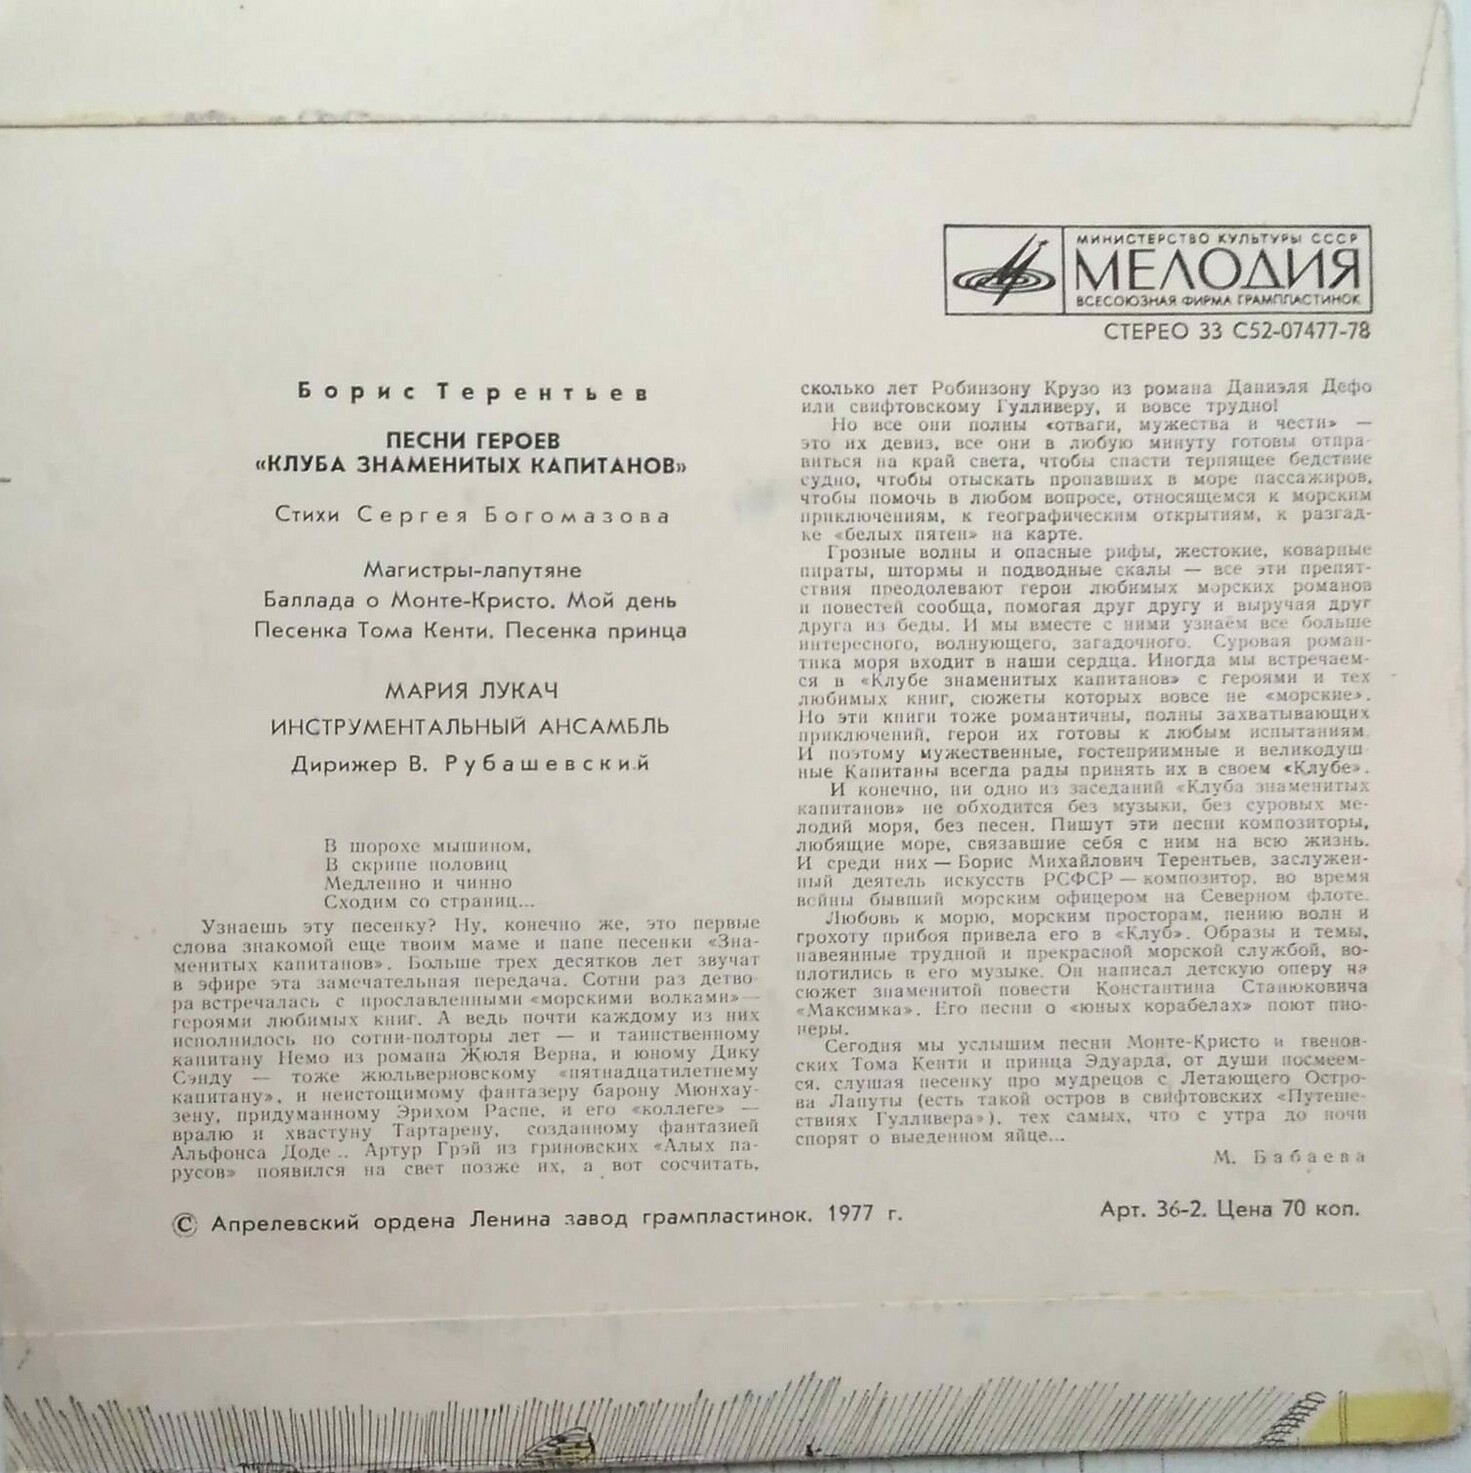 МИНИСТЕРСТВО КУЛЬТУРЫ СССР
МЕЛОДИЯ
ВСЕСОЮЗНАЯ ФИРМА ГРАМПЛАСТИНОК
СТЕРЕО 33 С52-07477-78
Борис Терентьев
ПЕСНИ ГЕРОЕВ
«КЛУБА ЗНАМЕНИТЫХ КАПИТАНОВ»
Стихи Сергея Богомазова
Магистры-лапутяне
Баллада о Монте-Кристо. Мой день
Песенка Тома Кенти. Песенка принца
МАРИЯ ЛУКАЧ
ИНСТРУМЕНТАЛЬНЫЙ АНСАМБЛЬ
Дирижер В. Рубашевский
В шорохе мышином,
В скрипе половиц
Медленно и чинно
Сходим со страниц...
Узнаешь эту песенку? Ну, конечно же, это первые
слова знакомой еще твоим маме и папе песенки «Зна-
менитых капитанов». Больше трех десятков лет звучат
в эфире эта замечательная передача. Сотни раз детво-
ра встречалась с прославленными «морскими волками» —
героями любимых книг. А ведь почти каждому из них
исполнилось по сотни-полторы лет — и таинственному
капитану Немо из романа Жюля Верна, и юному Дику
Сэнду — тоже жюльверновскому «пятнадцатилетнему
капитану», и неистощимому фантазеру барону Мюнхау-
зену, придуманному Эрихом Распе, и его «коллеге» —
вралю и хвастуну Тартарену, созданному фантазией
Альфонса Доде... Артур Грэй из гриновских «Алых па-
русов» появился на свет позже их, а вот сосчитать,
сколько лет Робинзону Крузо из романа Даниэля Дефо
или свифтовскому Гулливеру, и вовсе трудно!
Но все они полны «отваги, мужества и чести» —
это их девиз, все они в любую минуту готовы отпра-
виться на край света, чтобы спасти терпящее бедствие
судно, чтобы отыскать пропавших в море пассажиров,
чтобы помочь в любом вопросе, относящемся к морским
приключениям, к географическим открытиям, к разгад-
ке «белых пятен» на карте.
Грозные волны и опасные рифы, жестокие, коварные
пираты, штормы и подводные скалы — все эти препят-
ствия преодолевают герои любимых морских романов
и повестей сообща, помогая друг другу и выручая друг
друга из беды. И мы вместе с ними узнаём все больше
интересного, волнующего, загадочного. Суровая роман-
тика моря входит в наши сердца. Иногда мы встречаем-
ся в «Клубе знаменитых капитанов» с героями и тех
любимых книг, сюжеты которых вовсе не «морские».
Но эти книги тоже романтичны, полны захватывающих
приключений, герои их готовы к любым испытаниям.
И поэтому мужественные, гостеприимные и великодуш-
ные Капитаны всегда рады принять их в своем «Клубе».
И конечно, ни одно из заседаний «Клуба знаменитых
капитанов» не обходится без музыки, без суровых ме-
лодий моря, без песен. Пишут эти песни композиторы,
любящие море, связавшие себя с ним на всю жизнь.
И среди них — Борис Михайлович Терентьев, заслужен-
ный деятель искусств РСФСР — композитор, во время
войны бывший морским офицером на Северном флоте.
Любовь к морю, морским просторам, пению волн и
грохоту прибоя привела его в «Клуб». Образы и темы,
навеянные трудной и прекрасной морской службой, во-
плотились в его музыке. Он написал детскую оперу на
сюжет знаменитой повести Константина Станюковича
«Максимка». Его песни о «юных корабелах» поют пио-
неры.
Сегодня мы услышим песни Монте-Кристо и твенов-
ских Тома Кенти и принца Эдуарда, от души посмеем-
ся, слушая песенку про мудрецов с Летающего Остро-
ва Лапуты (есть такой остров в свифтовских «Путеше-
ствиях Гулливера»), тех самых, что с утра до ночи
спорят о выеденном яйце...
М. Бабаева
© Апрелевский ордена Ленина завод грампластинок. 1977 г.
Арт. 36-2. Цена 70 коп.